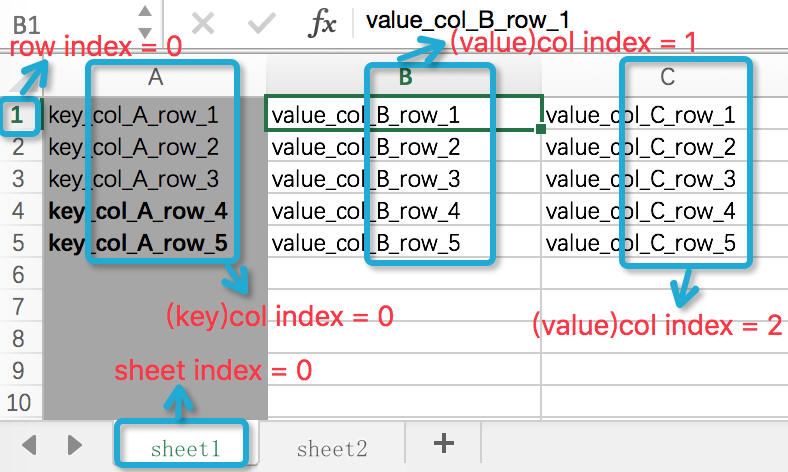 B1 fx value_col_B_row_1
row index = 0 (value)col index = 1
A B C
1 key_col_A_row_1 value_col_B_row_1 value_col_C_row_1
2 key_col_A_row_2 value_col_B_row_2 value_col_C_row_2
3 key_col_A_row_3 value_col_B_row_3 value_col_C_row_3
4 key_col_A_row_4 value_col_B_row_4 value_col_C_row_4
5 key_col_A_row_5 value_col_B_row_5 value_col_C_row_5
6
7 (key)col index = 0 (value)col index = 2
8
9 sheet index = 0
10
sheet1 sheet2 +